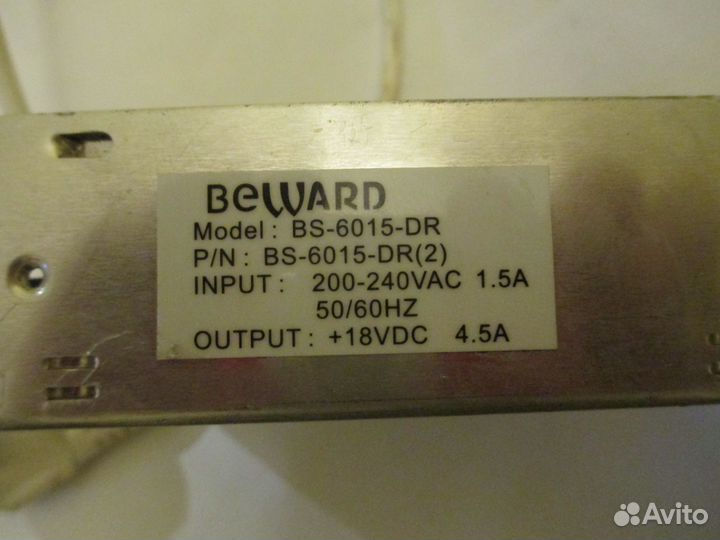 BEWARD
Model : BS-6015-DR
P/N : BS-6015-DR(2)
INPUT : 200-240VAC 1.5A
50/60HZ
OUTPUT : +18VDC 4.5A
Avito